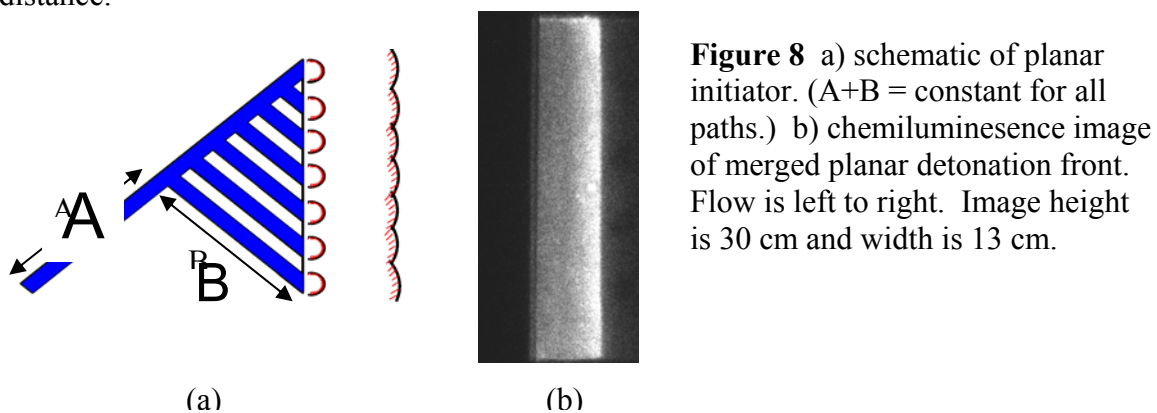 distance.
Figure 8 a) schematic of planar
initiator. (A+B = constant for all
paths.) b) chemiluminesence image
of merged planar detonation front.
Flow is left to right. Image height
is 30 cm and width is 13 cm.
A
A
B
B
(a)
(b)